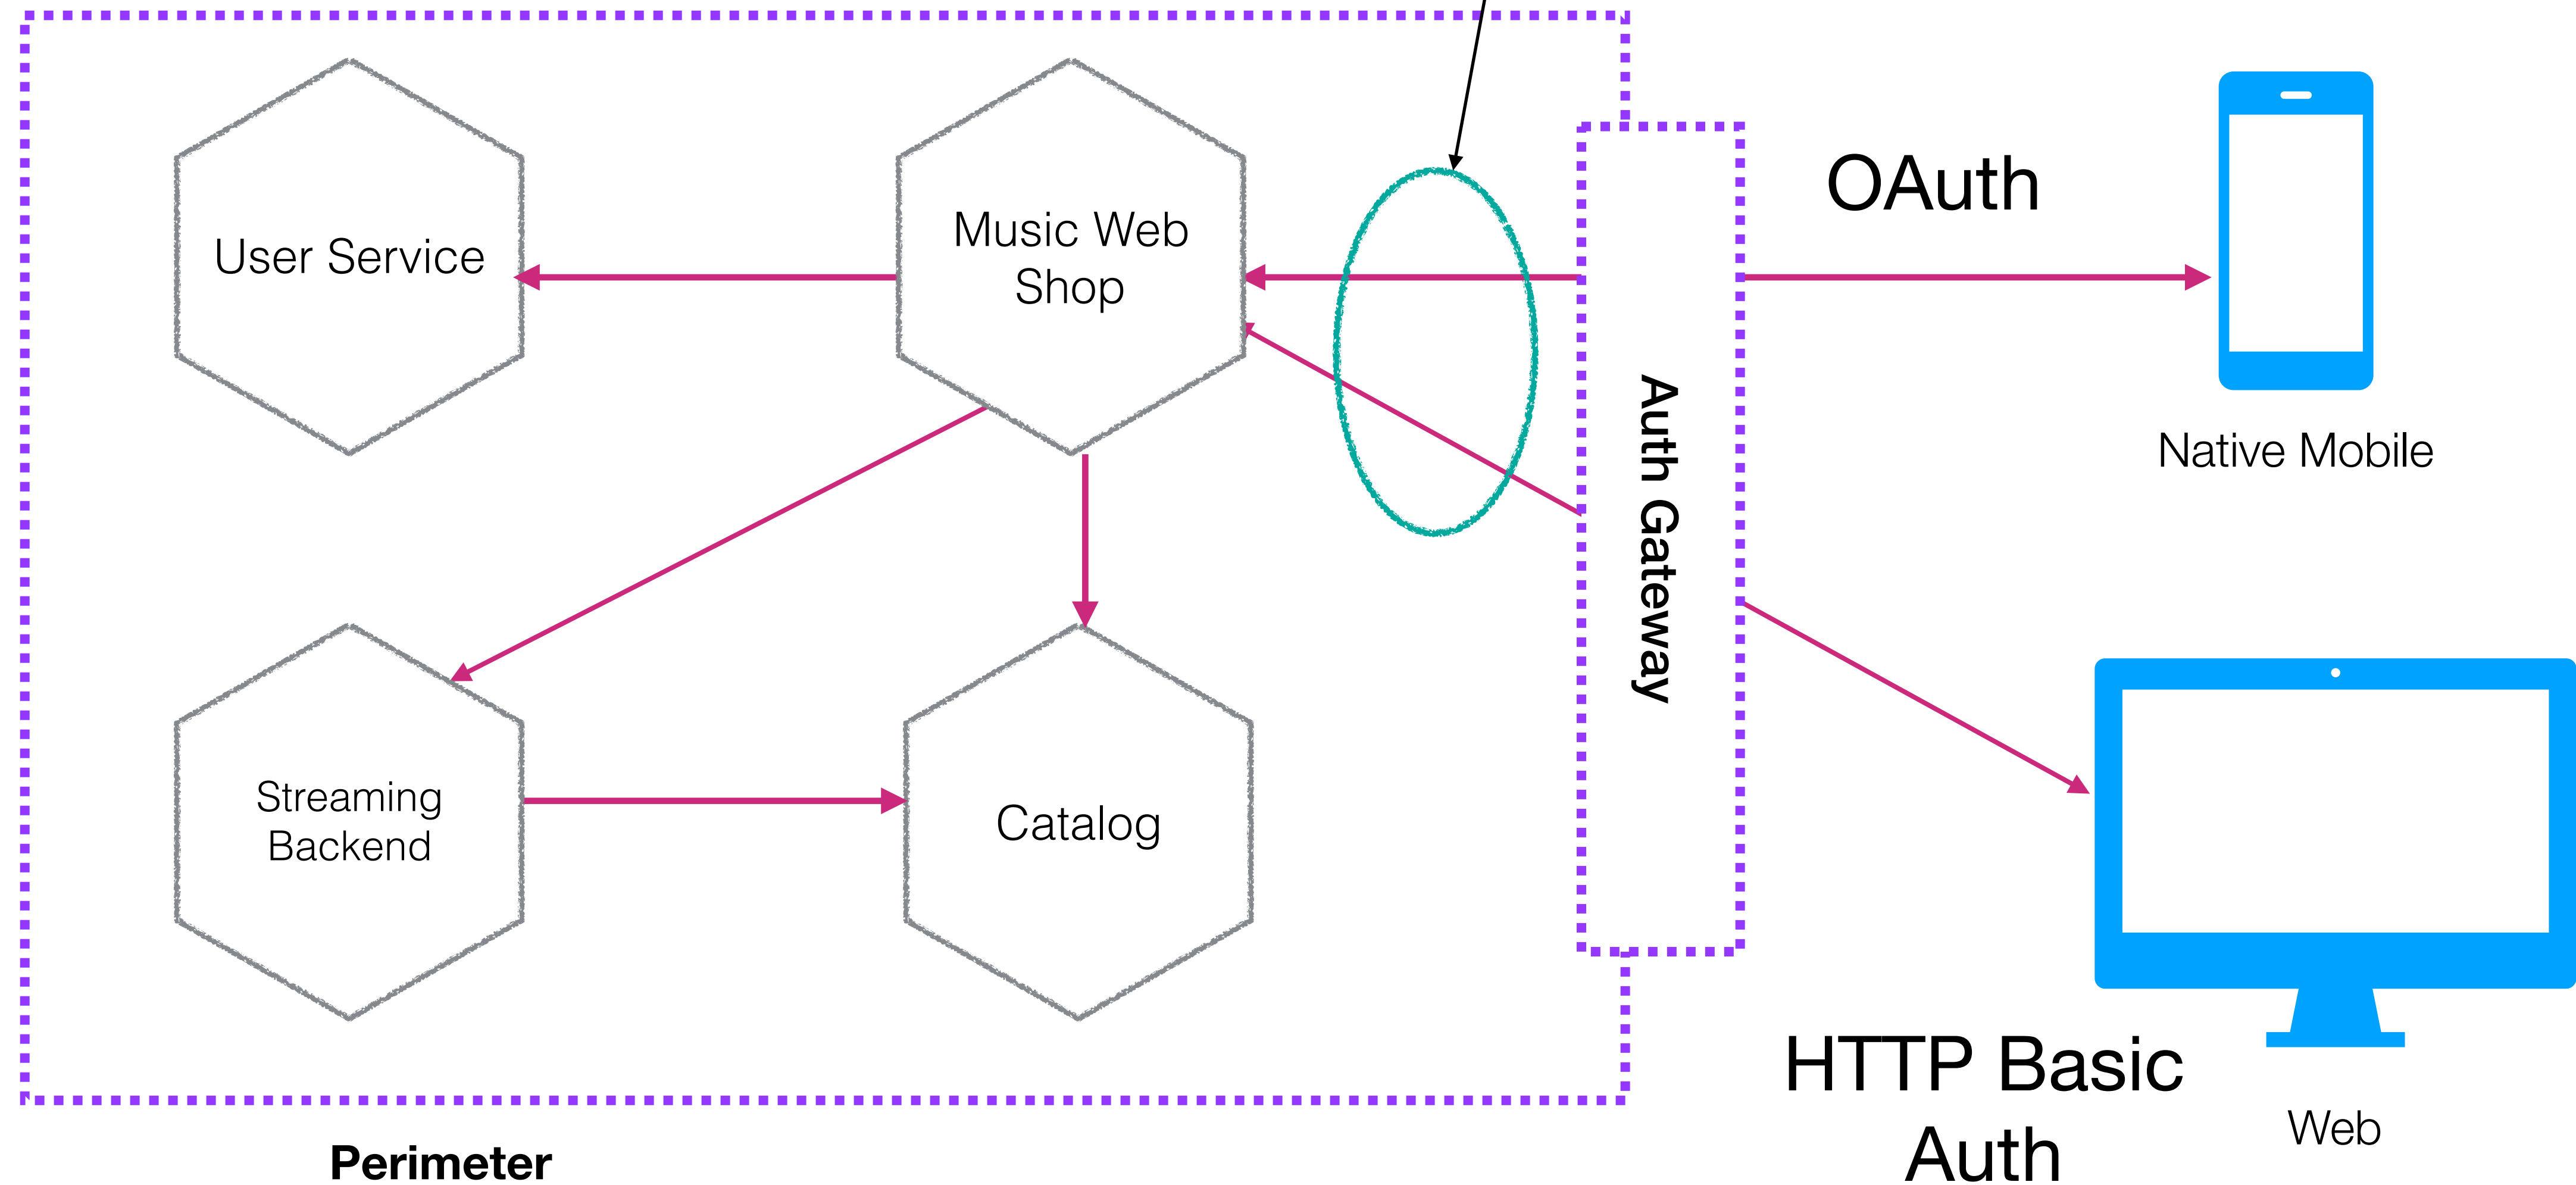 OAuth
User Service
Music Web
Shop
Auth Gateway
Native Mobile
Streaming
Backend
Catalog
HTTP Basic
Auth
Web
Perimeter